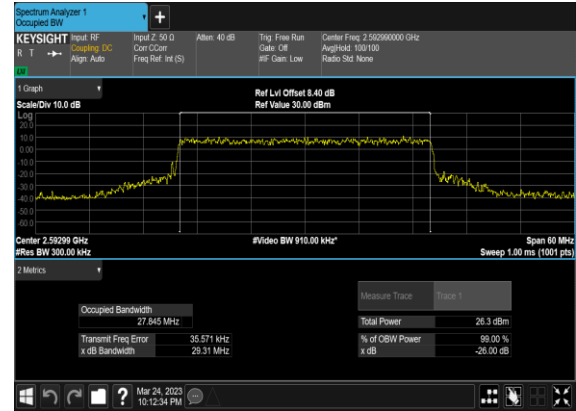 Spectrum Analyzer 1
Occupied BW
KEYSIGHT Input: RF Input Z: 50 Ω Atten: 40 dB Trig: Free Run Center Freq: 2.592990000 GHz
R T Coupling: DC Corr CCorr Gate: Off Avg|Hold: 100/100
Align: Auto Freq Ref: Int (S) #IF Gain: Low Radio Std: None
LU
1 Graph
Ref Lvl Offset 8.40 dB
Scale/Div 10.0 dB Ref Value 30.00 dBm
Log
20.0
10.0
0.00
-10.0
-20.0
-30.0
-40.0
-50.0
-60.0
Center 2.59299 GHz #Video BW 910.00 kHz* Span 60 MHz
#Res BW 300.00 kHz Sweep 1.00 ms (1001 pts)
2 Metrics
Measure Trace Trace 1
Occupied Bandwidth
27.845 MHz Total Power 26.3 dBm
Transmit Freq Error 35.571 kHz % of OBW Power 99.00 %
x dB Bandwidth 29.31 MHz x dB -26.00 dB
?
Mar 24, 2023
10:12:34 PM